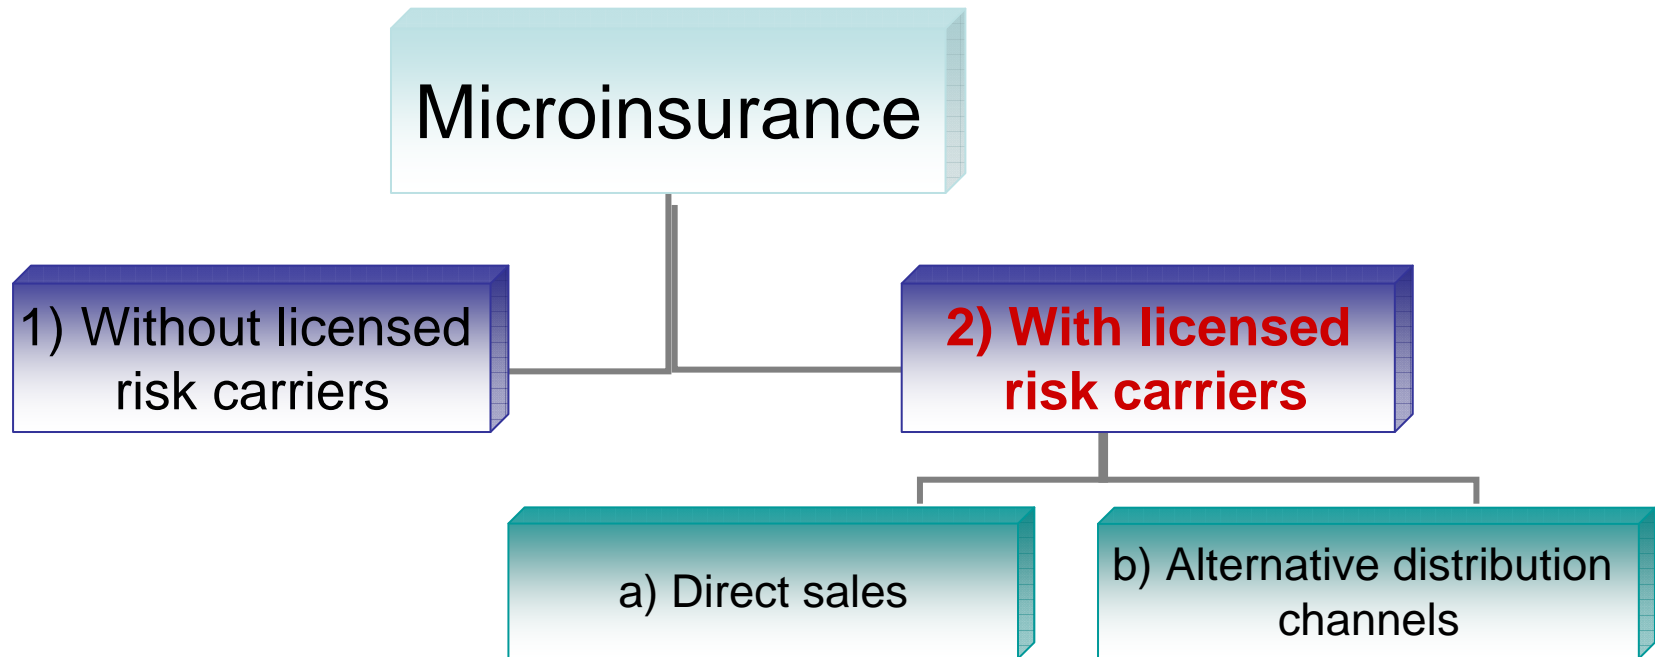 Microinsurance
1) Without licensed
risk carriers
2) With licensed
risk carriers
a) Direct sales
b) Alternative distribution
channels